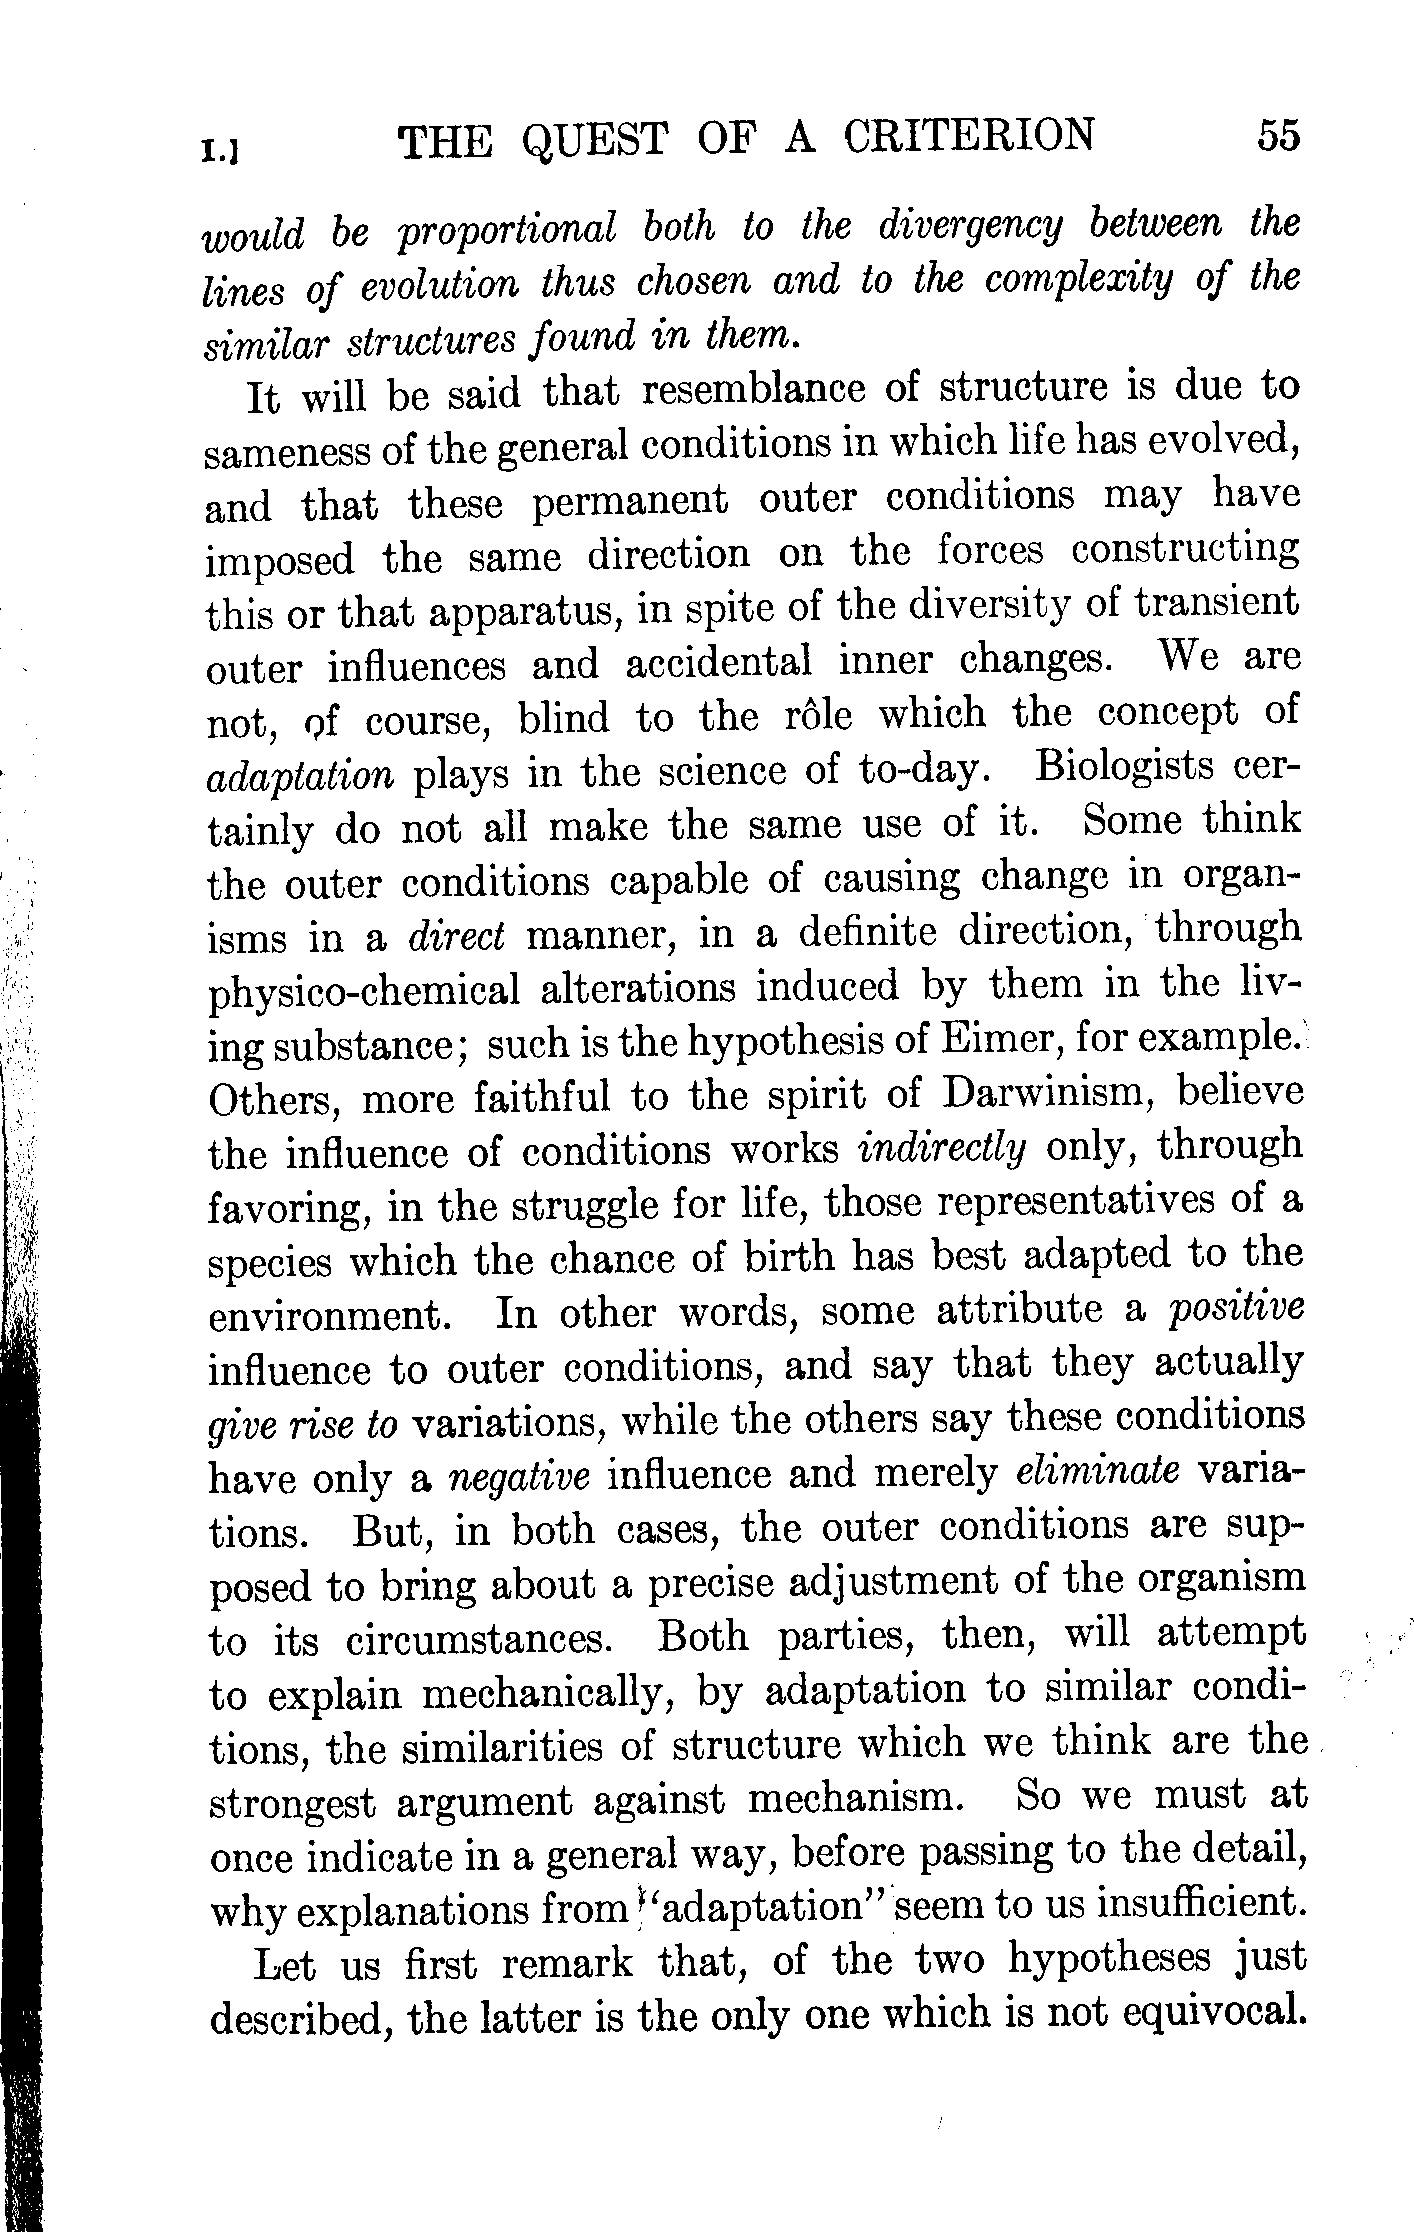 I.] THE QUEST OF A CRITERION 55
would be proportional both to the divergency between the
lines of evolution thus chosen and to the complexity of the
similar structures found in them.
It will be said that resemblance of structure is due to
sameness of the general conditions in which life has evolved,
and that these permanent outer conditions may have
imposed the same direction on the forces constructing
this or that apparatus, in spite of the diversity of transient
outer influences and accidental inner changes. We are
not, of course, blind to the rôle which the concept of
adaptation plays in the science of to-day. Biologists cer-
tainly do not all make the same use of it. Some think
the outer conditions capable of causing change in organ-
isms in a direct manner, in a definite direction, through
physico-chemical alterations induced by them in the liv-
ing substance; such is the hypothesis of Eimer, for example.
Others, more faithful to the spirit of Darwinism, believe
the influence of conditions works indirectly only, through
favoring, in the struggle for life, those representatives of a
species which the chance of birth has best adapted to the
environment. In other words, some attribute a positive
influence to outer conditions, and say that they actually
give rise to variations, while the others say these conditions
have only a negative influence and merely eliminate varia-
tions. But, in both cases, the outer conditions are sup-
posed to bring about a precise adjustment of the organism
to its circumstances. Both parties, then, will attempt
to explain mechanically, by adaptation to similar condi-
tions, the similarities of structure which we think are the
strongest argument against mechanism. So we must at
once indicate in a general way, before passing to the detail,
why explanations from "adaptation" seem to us insufficient.
Let us first remark that, of the two hypotheses just
described, the latter is the only one which is not equivocal.